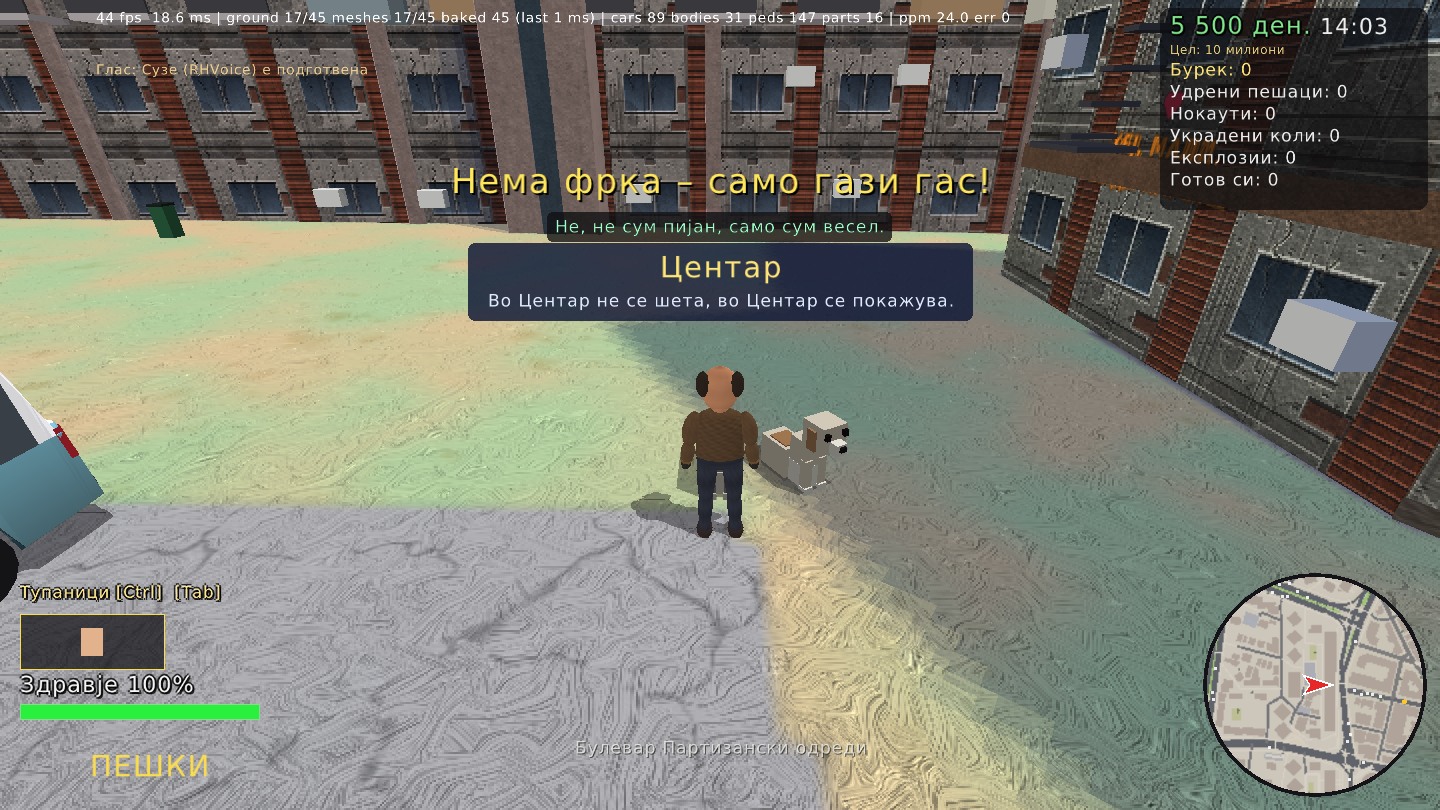 44 fps 18.6 ms | ground 17/45 meshes 17/45 baked 45 (last 1 ms) | cars 89 bodies 31 peds 147 parts 16 | ppm 24.0 err 0
5 500 ден. 14:03
Цел: 10 милиони
Бурек: 0
Удрени пешаци: 0
Нокаути: 0
Украдени коли: 0
Експлозии: 0
Готов си: 0
Глас: Сузе (RHVoice) е подготвена
Нема фрка – само гази гас!
Не, не сум пијан, само сум весел.
Центар
Во Центар не се шета, во Центар се покажува.
Тупаници [Ctrl] [Tab]
Здравје 100%
ПЕШКИ
Булевар Партизански одреди